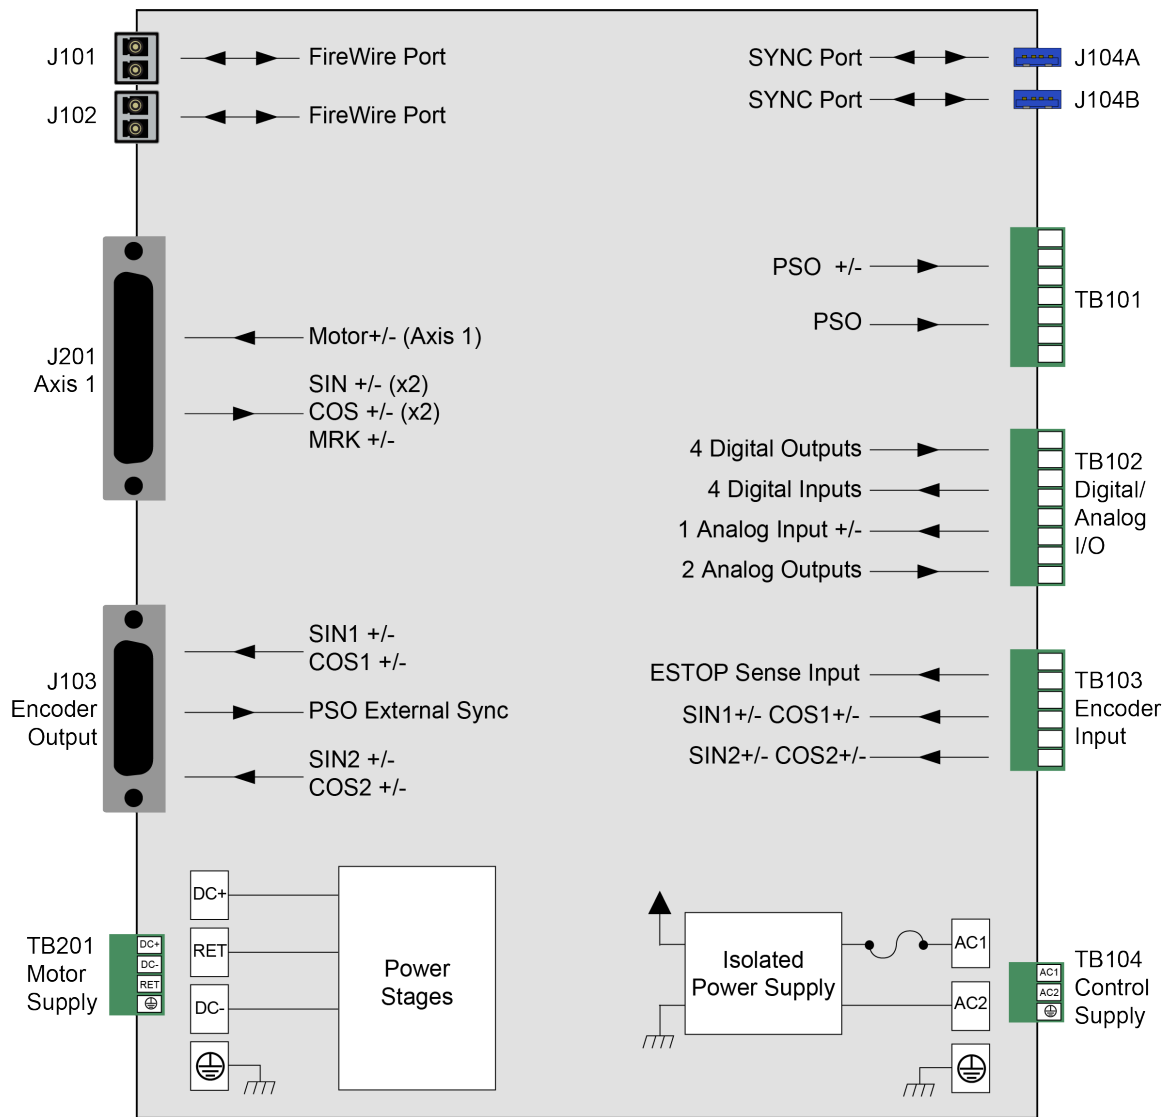 J101
FireWire Port
J102
FireWire Port
SYNC Port
J104A
SYNC Port
J104B
PSO +/-
PSO
TB101
J201
Axis 1
Motor+/- (Axis 1)
SIN +/- (x2)
COS +/- (x2)
MRK +/-
4 Digital Outputs
4 Digital Inputs
1 Analog Input +/-
2 Analog Outputs
TB102
Digital/
Analog
I/O
J103
Encoder
Output
SIN1 +/-
COS1 +/-
PSO External Sync
SIN2 +/-
COS2 +/-
ESTOP Sense Input
SIN1+/- COS1+/-
SIN2+/- COS2+/-
TB103
Encoder
Input
TB201
Motor
Supply
DC+
DC-
RET
DC+
RET
DC-
Power
Stages
Isolated
Power Supply
AC1
AC2
AC1
AC2
TB104
Control
Supply